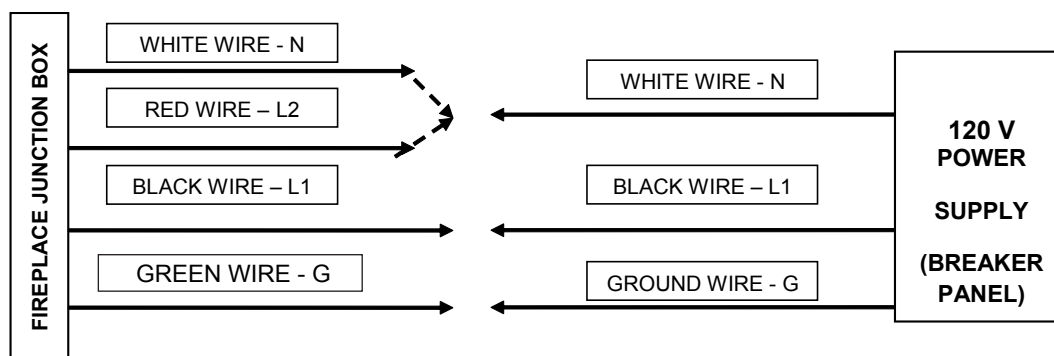 FIREPLACE JUNCTION BOX
WHITE WIRE - N
RED WIRE – L2
BLACK WIRE – L1
GREEN WIRE - G
WHITE WIRE - N
BLACK WIRE – L1
GROUND WIRE - G
120 V
POWER
SUPPLY
(BREAKER
PANEL)